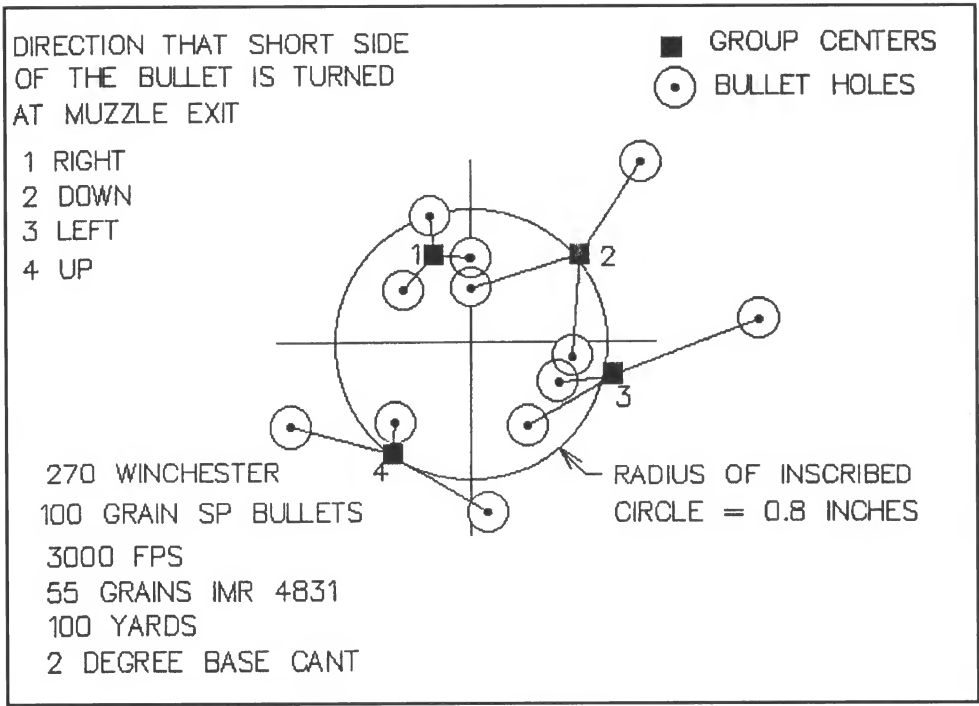 DIRECTION THAT SHORT SIDE
OF THE BULLET IS TURNED
AT MUZZLE EXIT
1 RIGHT
2 DOWN
3 LEFT
4 UP
GROUP CENTERS
BULLET HOLES
1
2
3
4
270 WINCHESTER
100 GRAIN SP BULLETS
3000 FPS
55 GRAINS IMR 4831
100 YARDS
2 DEGREE BASE CANT
RADIUS OF INSCRIBED
CIRCLE = 0.8 INCHES